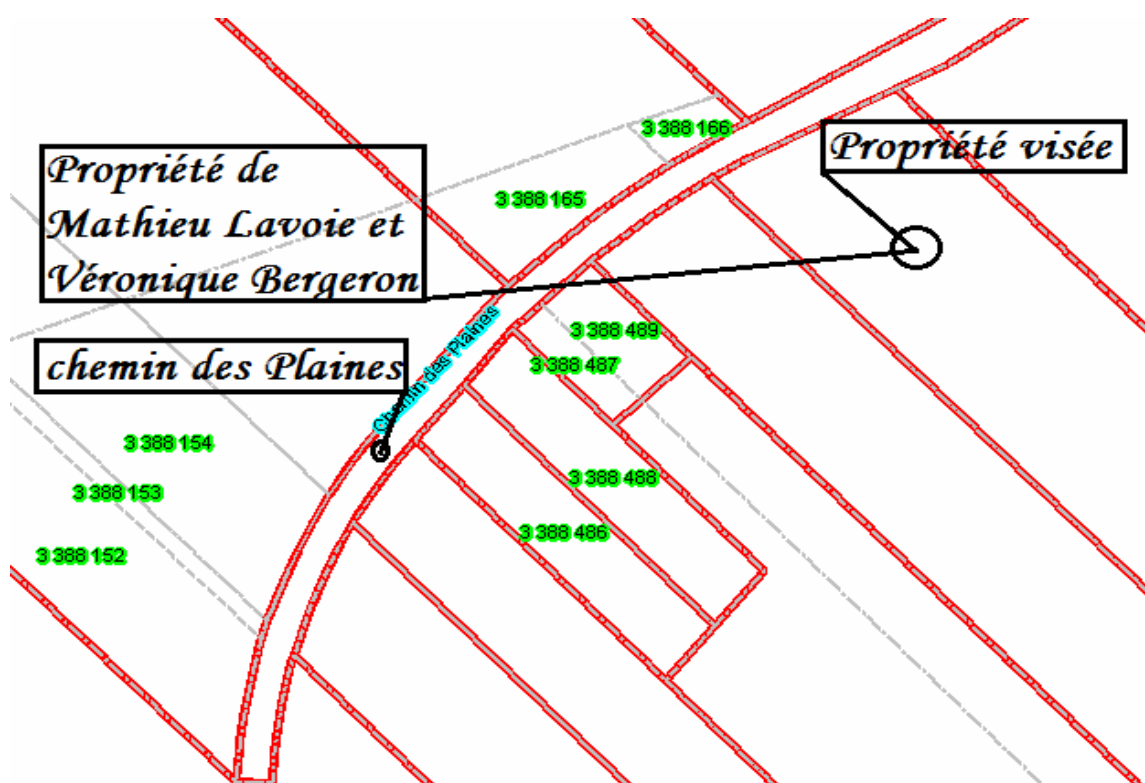 3 388 166
Propriété visée
Propriété de
Mathieu Lavoie et
Véronique Bergeron
3 388 165
chemin des Plaines
Chemin des Plaines
3 388 489
3 388 487
3 388 154
3 388 488
3 388 153
3 388 486
3 388 152